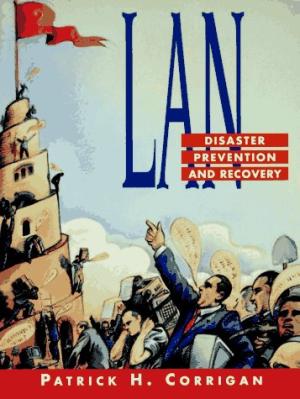 LAN
DISASTER
PREVENTION
AND RECOVERY
PATRICK H. CORRIGAN